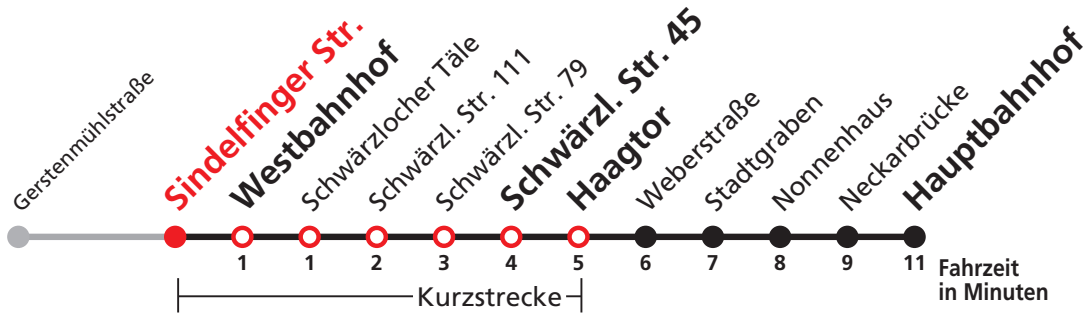 Gerstenmühlstraße
Sindelfinger Str.
Westbahnhof
Schwärzlocher Täle
Schwärzl. Str. 111
Schwärzl. Str. 79
Schwärzl. Str. 45
Haagtor
Weberstraße
Stadtgraben
Nonnenhaus
Neckarbrücke
Hauptbahnhof
1 1 2 3 4 5 6 7 8 9 11
Fahrzeit
in Minuten
Kurzstrecke